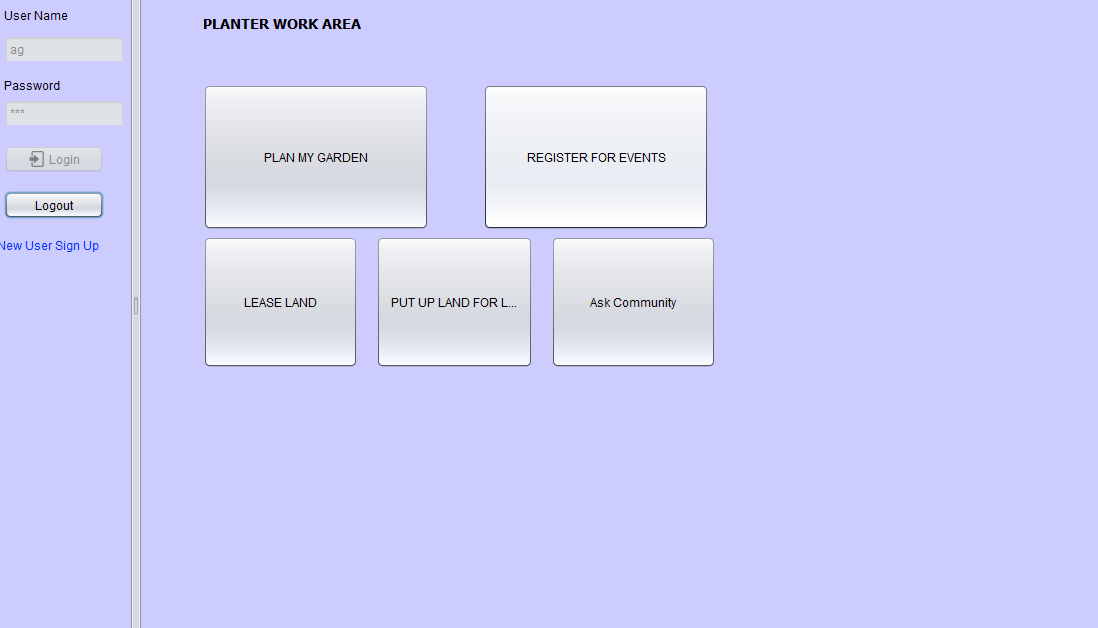 User Name
ag
Password
***
Login
Logout
New User Sign Up
PLANTER WORK AREA
PLAN MY GARDEN
REGISTER FOR EVENTS
LEASE LAND
PUT UP LAND FOR L...
Ask Community